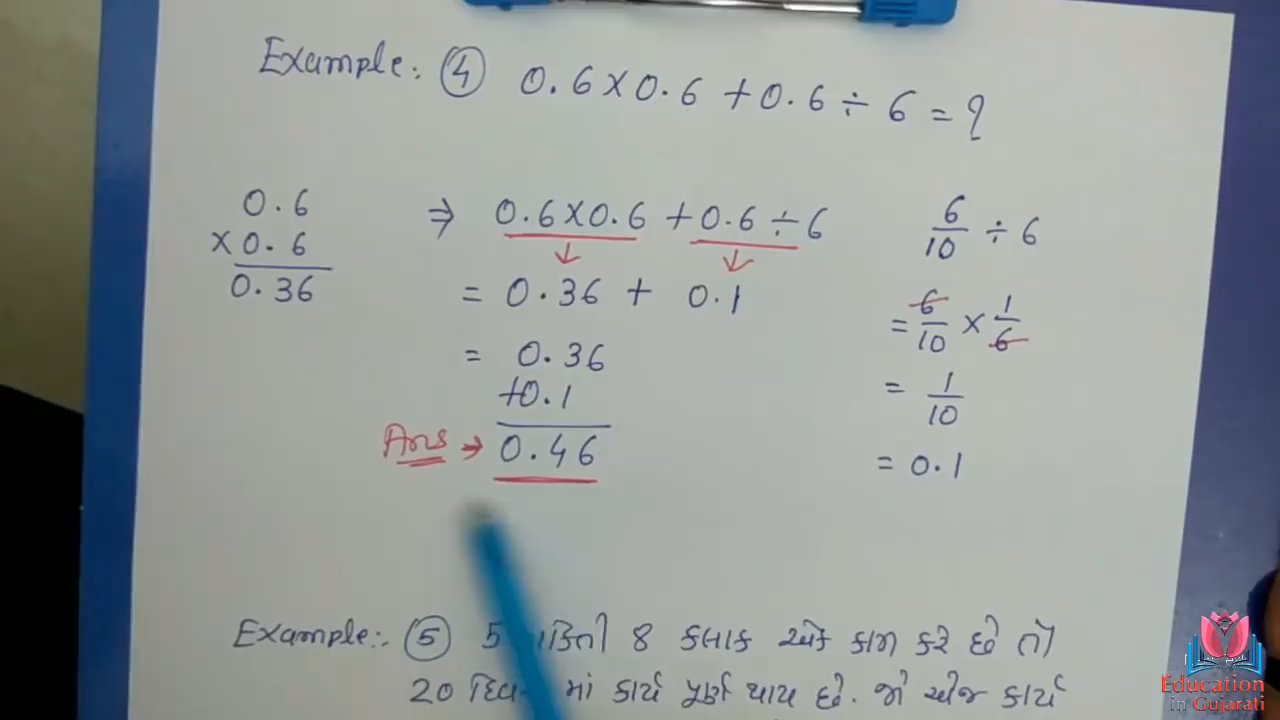 Example: ④ 0.6×0.6 +0.6÷ 6 = ?
0.6
×0.6
0.36
⇒ 0.6×0.6 +0.6÷6
= 0.36 + 0.1
= 0.36
+0.1
Ans → 0.46
6/10 ÷ 6
= 6/10 × 1/6
= 1/10
= 0.1
Example:- ⑤ 5 8 કલાક એક કામ કરે છે તો
20 માં કાર્ય પૂર્ણ થાય છે. જો એજ કાર્ય
Education
in Gujarati